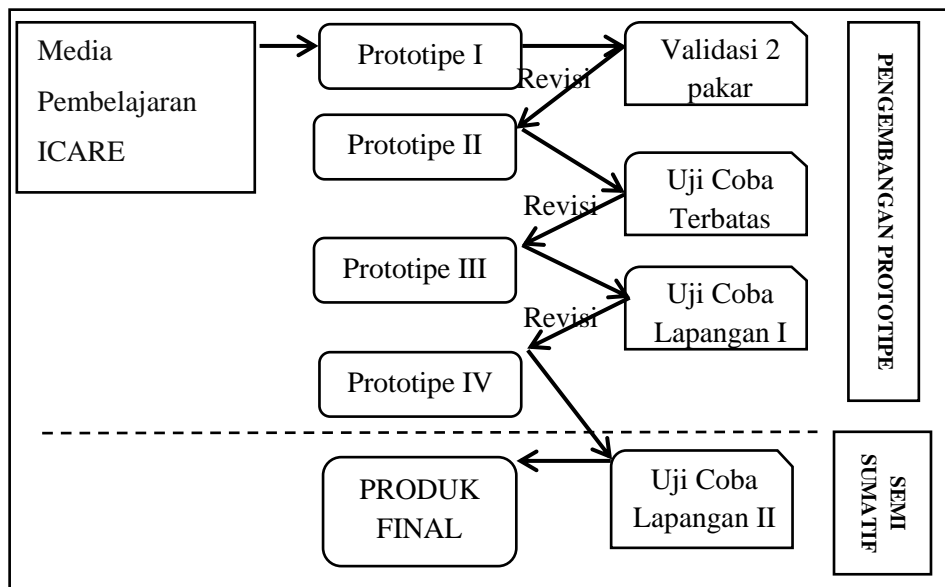 Media
Pembelajaran
ICARE
Prototipe I
Validasi 2
pakar
Revisi
Prototipe II
Uji Coba
Terbatas
Revisi
Prototipe III
Uji Coba
Lapangan I
Revisi
Prototipe IV
PENGEMBANGAN PROTOTIPE
PRODUK
FINAL
Uji Coba
Lapangan II
SEMI
SUMATIF